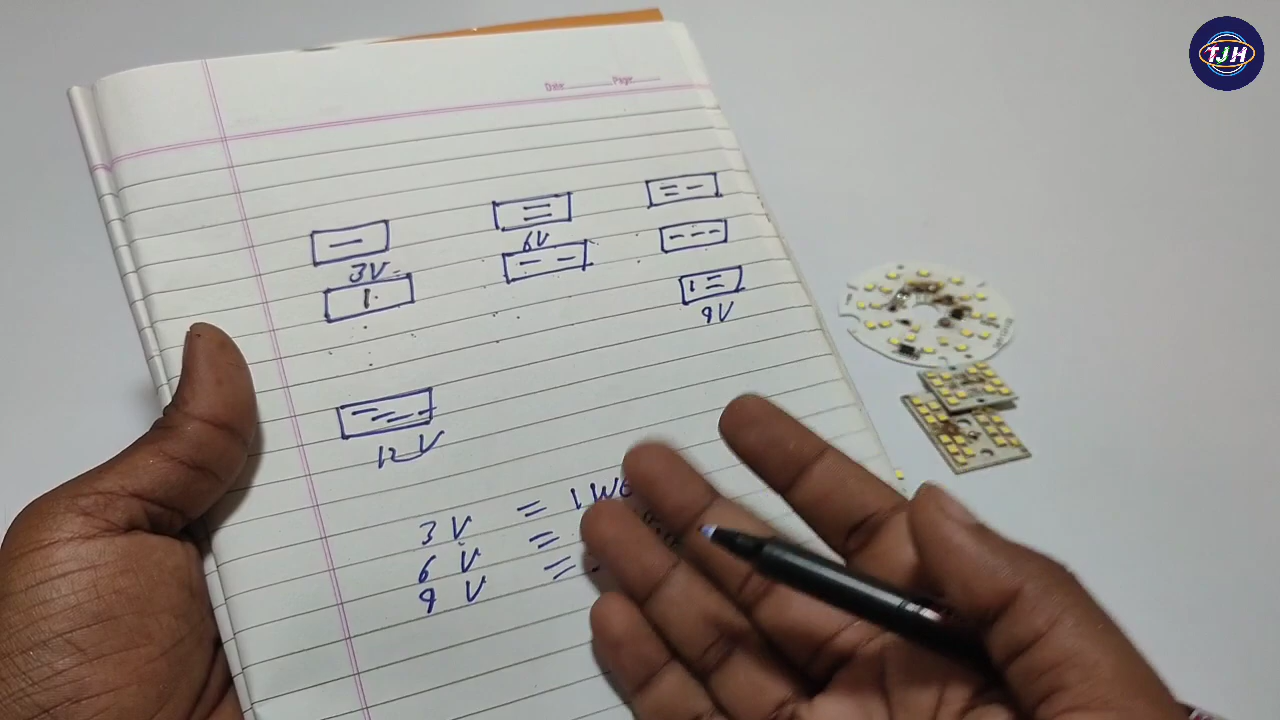 TJH
Date Page
3V
6V
9V
12V
3 V = 1
6 V =
9 V =